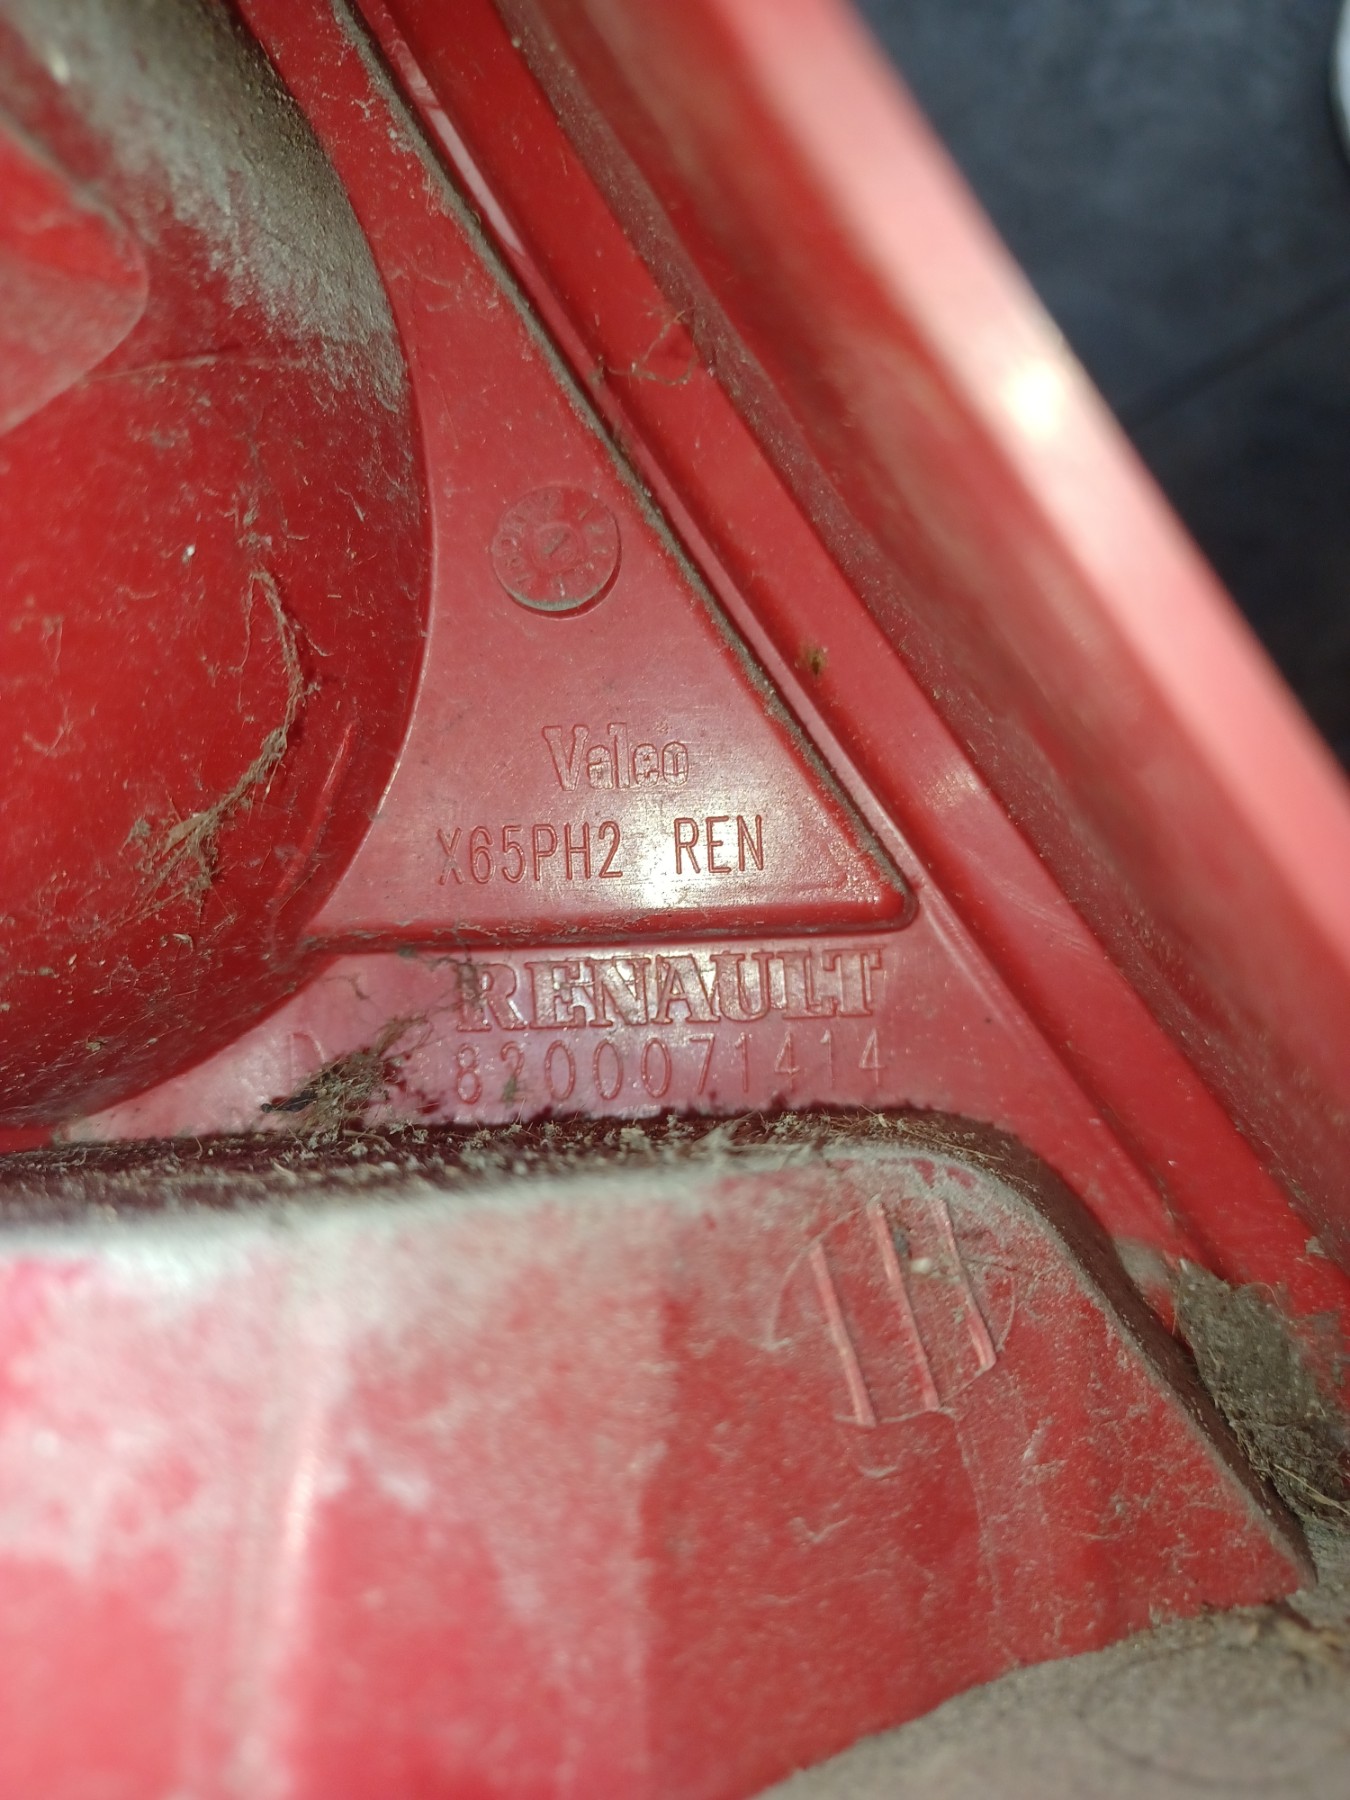 Valeo
X65PH2 REN
RENAULT
D 8200071414